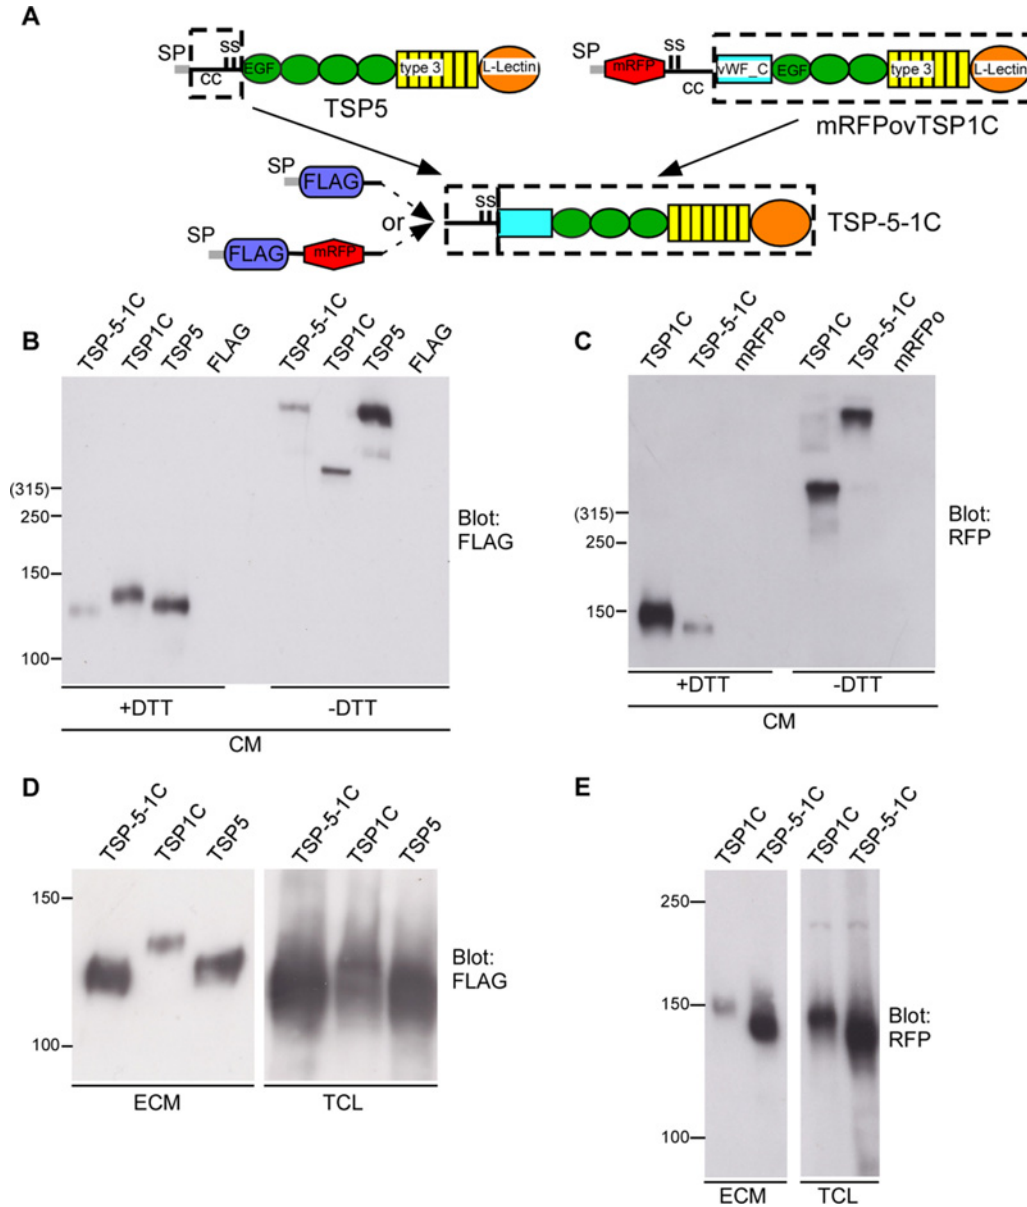 A
SP
ss
cc
EGF
type 3
L-Lectin
TSP5
SP
mRFP
ss
cc
vWF_C
EGF
type 3
L-Lectin
mRFPovTSP1C
SP
FLAG
or
SP
FLAG
mRFP
ss
TSP-5-1C
B
TSP-5-1C
TSP1C
TSP5
FLAG
TSP-5-1C
TSP1C
TSP5
FLAG
(315)
250
150
100
Blot:
FLAG
+DTT
-DTT
CM
C
TSP1C
TSP-5-1C
mRFPo
TSP1C
TSP-5-1C
mRFPo
(315)
250
150
Blot:
RFP
+DTT
-DTT
CM
D
TSP-5-1C
TSP1C
TSP5
TSP-5-1C
TSP1C
TSP5
150
100
Blot:
FLAG
ECM
TCL
E
TSP1C
TSP-5-1C
TSP1C
TSP-5-1C
250
150
100
Blot:
RFP
ECM
TCL